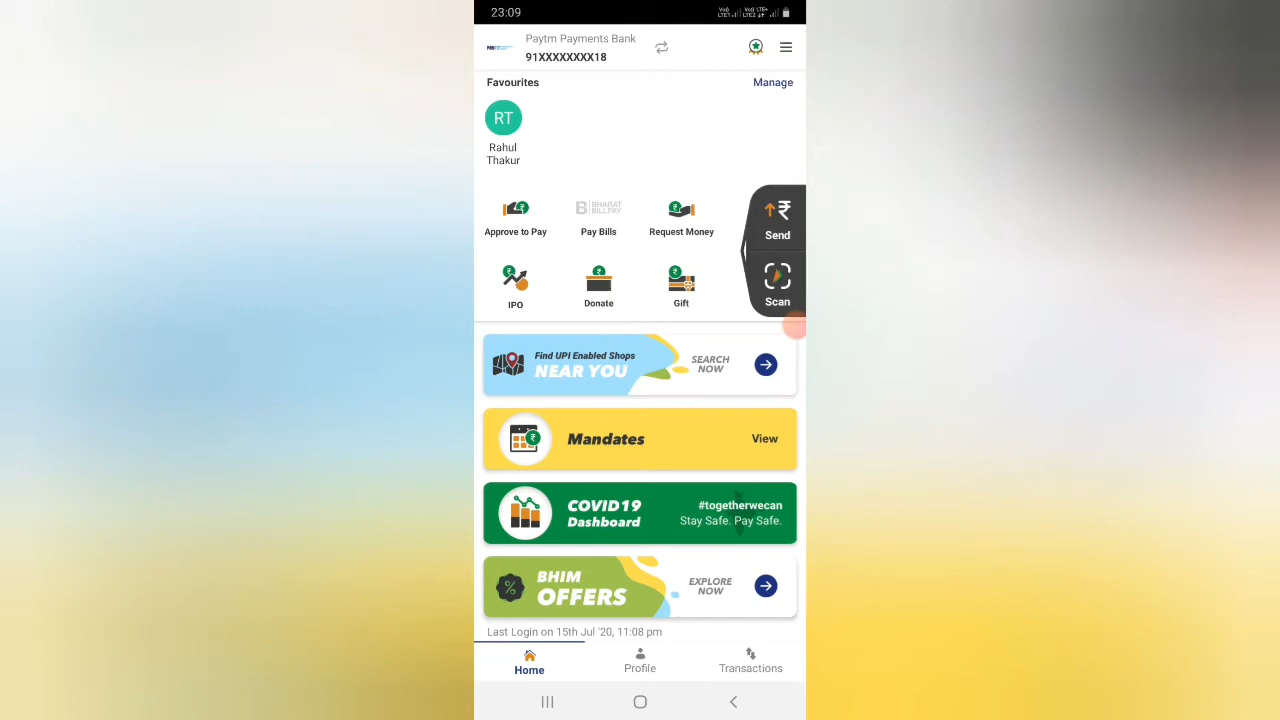 23:09
Paytm Payments Bank
91XXXXXXXX18
Favourites
Manage
RT
Rahul
Thakur
Approve to Pay
B BHARAT
BILLPAY
Pay Bills
Request Money
Send
IPO
Donate
Gift
Scan
Find UPI Enabled Shops
NEAR YOU
SEARCH
NOW
Mandates
View
COVID19
Dashboard
#togetherwecan
Stay Safe. Pay Safe.
BHIM
OFFERS
EXPLORE
NOW
Last Login on 15th Jul '20, 11:08 pm
Home
Profile
Transactions